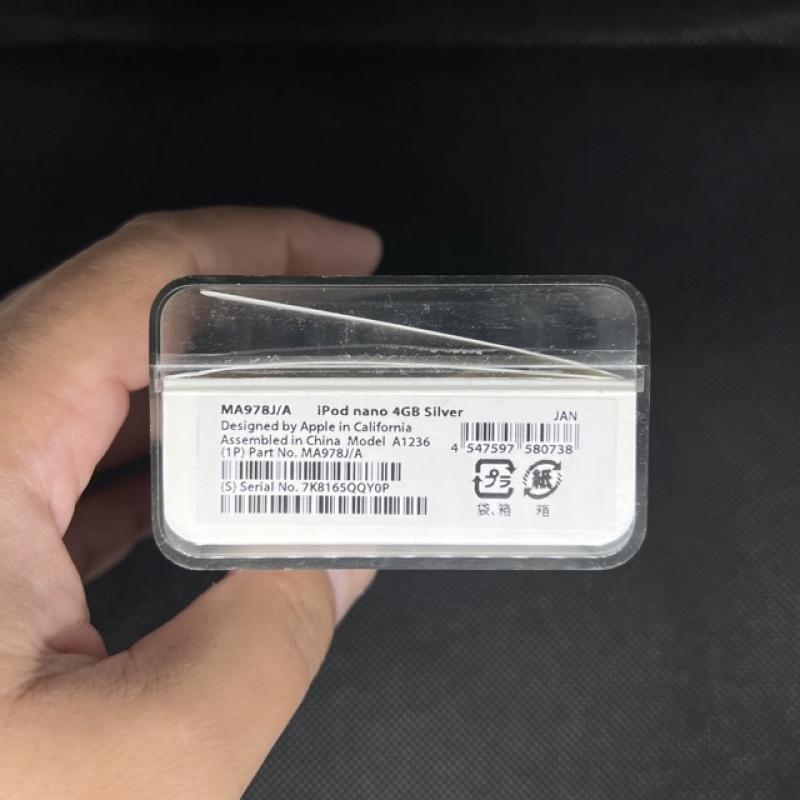 MA978J/A iPod nano 4GB Silver
Designed by Apple in California
Assembled in China Model A1236
(1P) Part No. MA978J/A
(S) Serial No. 7K8165QQY0P
JAN
4 547597 580738
プラ 紙
袋、箱 箱